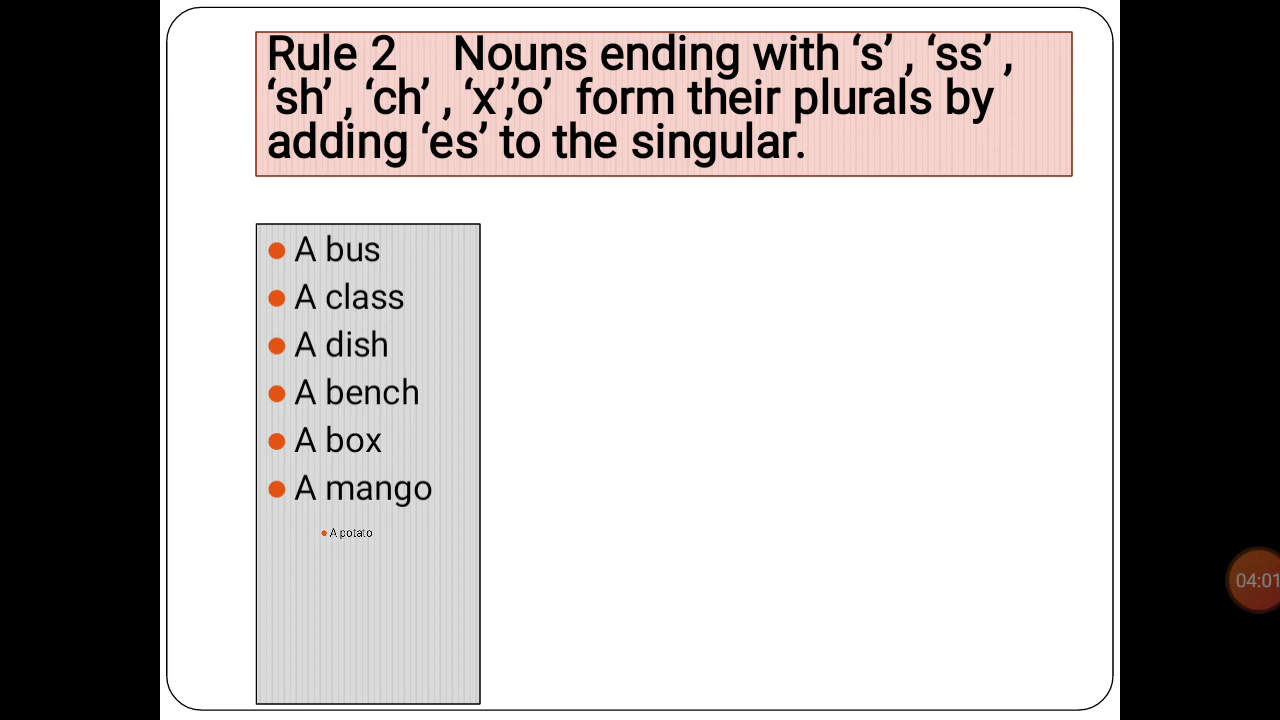 Rule 2 Nouns ending with ‘s’ , ‘ss’ ,
‘sh’ , ‘ch’ , ‘x’,’o’ form their plurals by
adding ‘es’ to the singular.
A bus
A class
A dish
A bench
A box
A mango
A potato
04:01